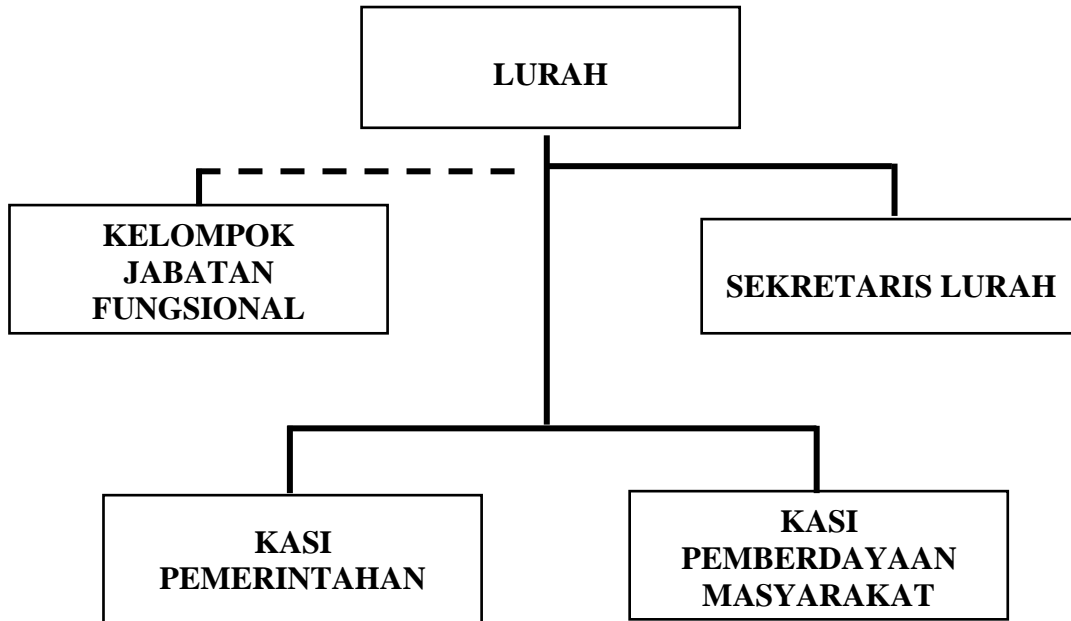 LURAH
KELOMPOK
JABATAN
FUNGSIONAL
SEKRETARIS LURAH
KASI
PEMERINTAHAN
KASI
PEMBERDAYAAN
MASYARAKAT